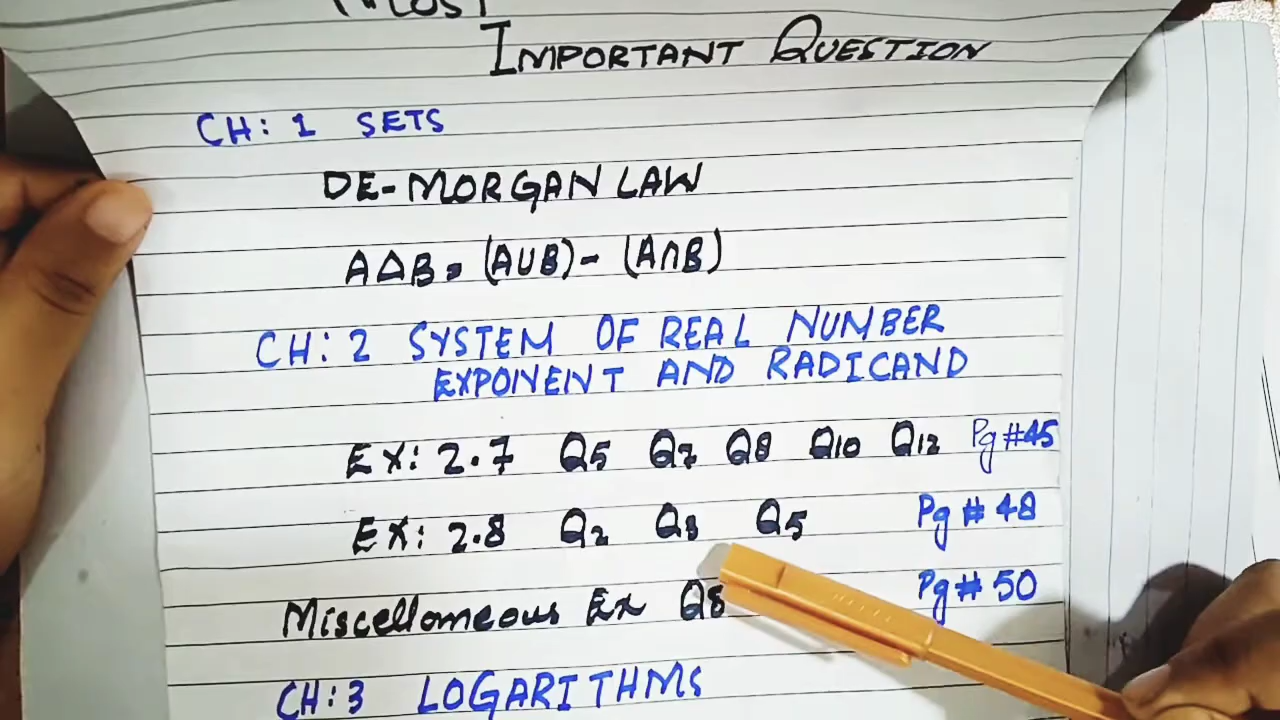 MOST
IMPORTANT QUESTION
CH: 1 SETS
DE-MORGAN LAW
A∆B = (A∪B) - (A∩B)
CH: 2 SYSTEM OF REAL NUMBER
EXPONENT AND RADICAND
EX: 2.7 Q5 Q7 Q8 Q10 Q12 Pg #45
EX: 2.8 Q2 Q3 Q5 Pg # 48
Miscellaneous Ex Q8 Pg# 50
CH: 3 LOGARITHMS